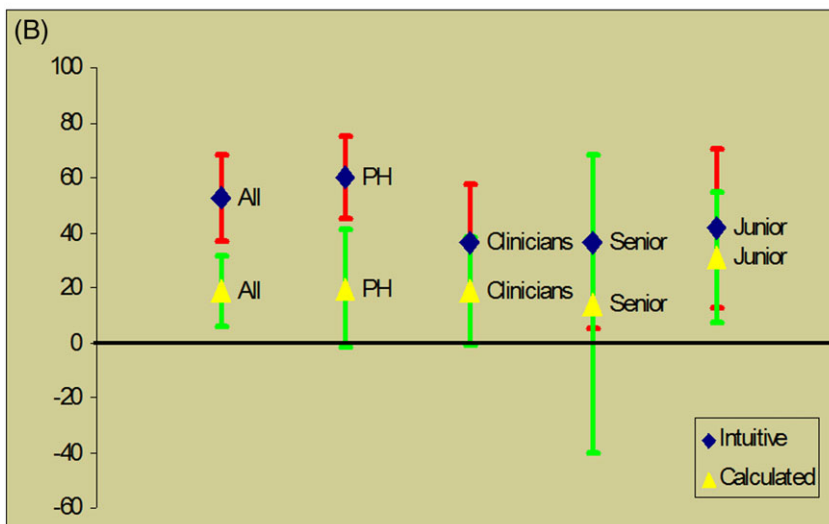 (B)
100
80
60
40
20
0
-20
-40
-60
All
All
PH
PH
Clinicians
Clinicians
Senior
Senior
Junior
Junior
Intuitive
Calculated